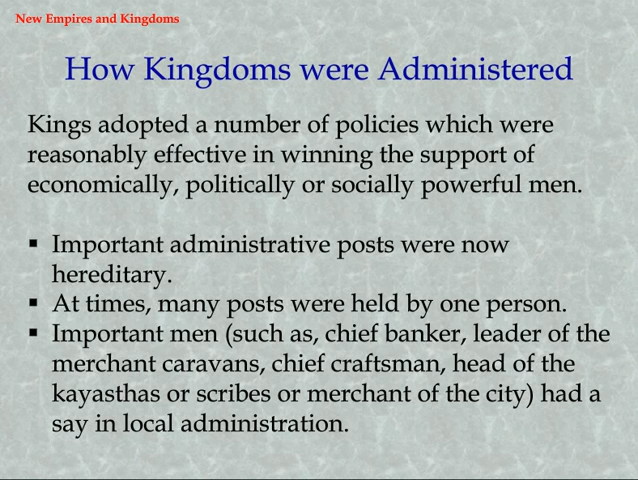 New Empires and Kingdoms
How Kingdoms were Administered
Kings adopted a number of policies which were
reasonably effective in winning the support of
economically, politically or socially powerful men.
▪ Important administrative posts were now
hereditary.
▪ At times, many posts were held by one person.
▪ Important men (such as, chief banker, leader of the
merchant caravans, chief craftsman, head of the
kayasthas or scribes or merchant of the city) had a
say in local administration.